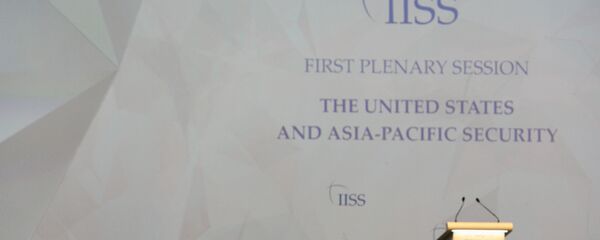 IISS
FIRST PLENARY SESSION
THE UNITED STATES
AND ASIA-PACIFIC SECURITY
IISS